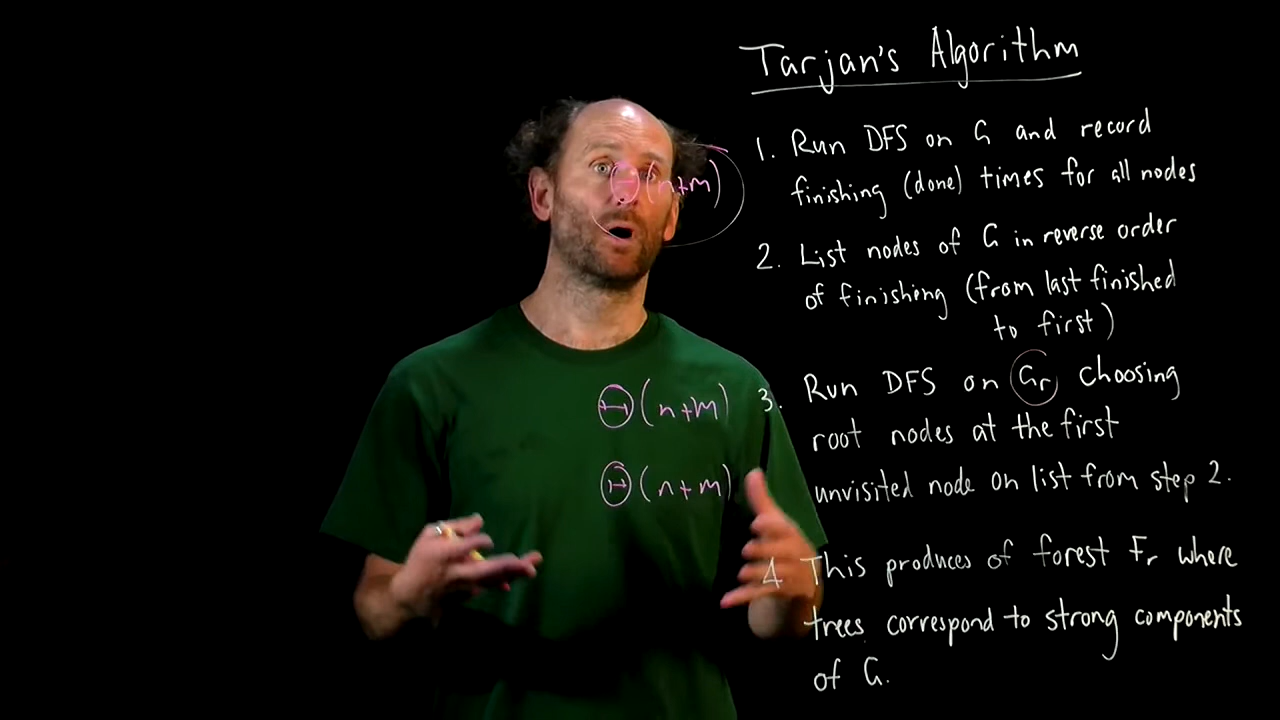 Tarjan's Algorithm
1. Run DFS on G and record
finishing (done) times for all nodes
Θ(n+m)
2. List nodes of G in reverse order
of finishing (from last finished
to first)
3. Run DFS on Gr choosing
root nodes at the first
unvisited node on list from step 2.
Θ(n+m)
Θ(n+m)
4 This produces of forest Fr where
trees correspond to strong components
of G.